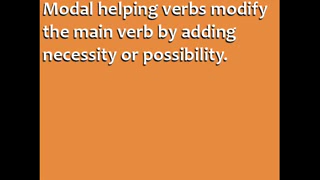 Modal helping verbs modify
the main verb by adding
necessity or possibility.